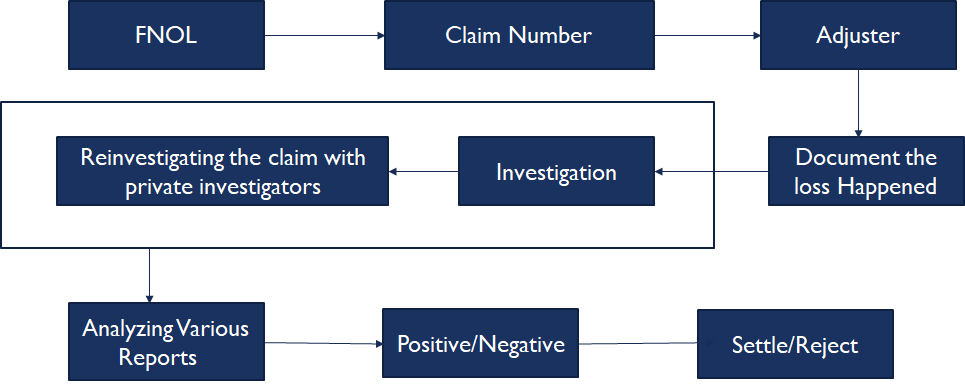 FNOL
Claim Number
Adjuster
Document the
loss Happened
Investigation
Reinvestigating the claim with
private investigators
Analyzing Various
Reports
Positive/Negative
Settle/Reject